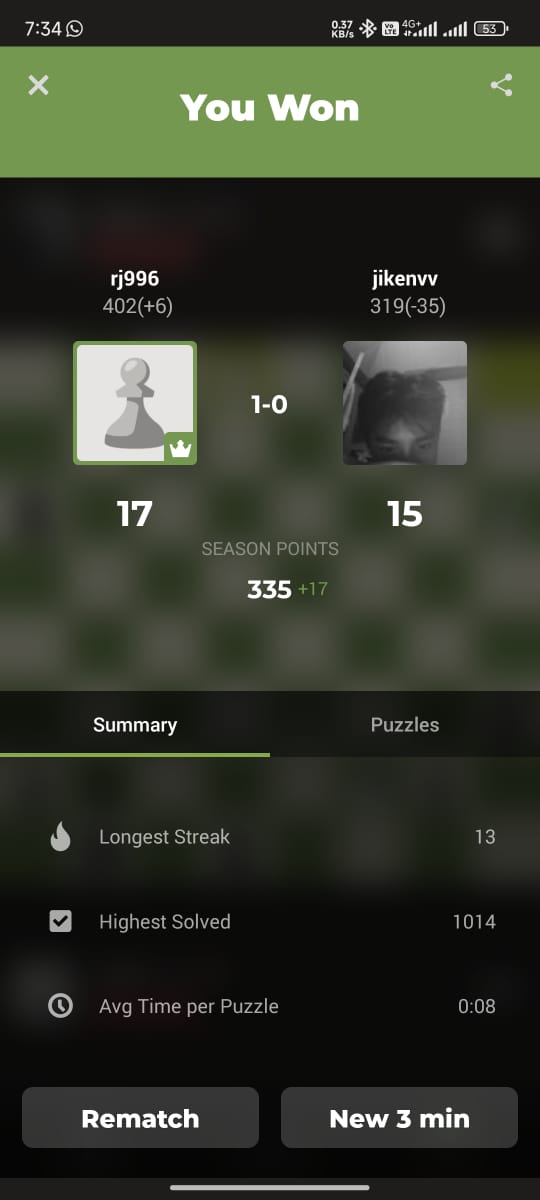 7:34
0.37 KB/s
Vo LTE
4G+
53
You Won
rj996
402(+6)
jikenvv
319(-35)
1-0
17
15
SEASON POINTS
335 +17
Summary
Puzzles
Longest Streak 13
Highest Solved 1014
Avg Time per Puzzle 0:08
Rematch
New 3 min